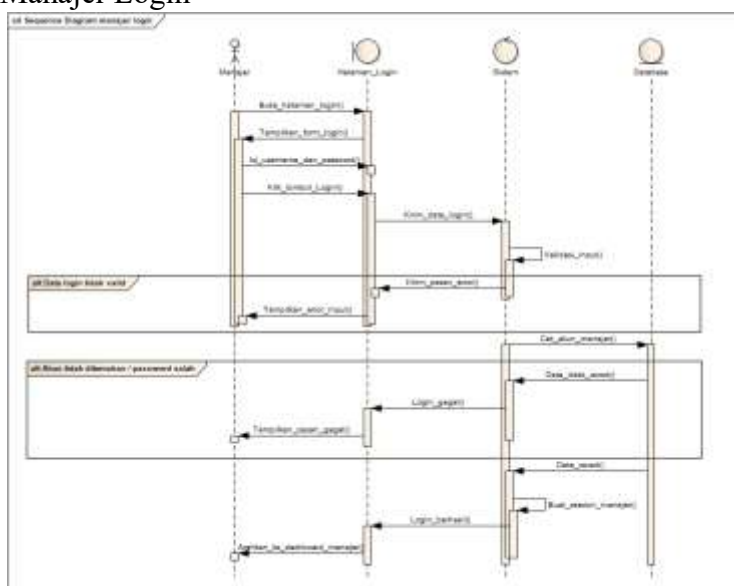 Manajer Login
sd Sequence Diagram manajer login
Manajer
Halaman_Login
Sistem
Database
Buka_halaman_login()
Tampilkan_form_login()
Isi_username_dan_password()
Klik_tombol_Login()
Kirim_data_login()
Validasi_input()
alt Data login tidak valid
Kirim_pesan_error()
Tampilkan_error_input()
Cek_akun_manajer()
alt Akun tidak ditemukan / password salah
Data_tidak_sesuai()
Login_gagal()
Tampilkan_pesan_gagal()
Data_sesuai()
Buat_session_manajer()
Login_berhasil()
Arahkan_ke_dashboard_manajer()